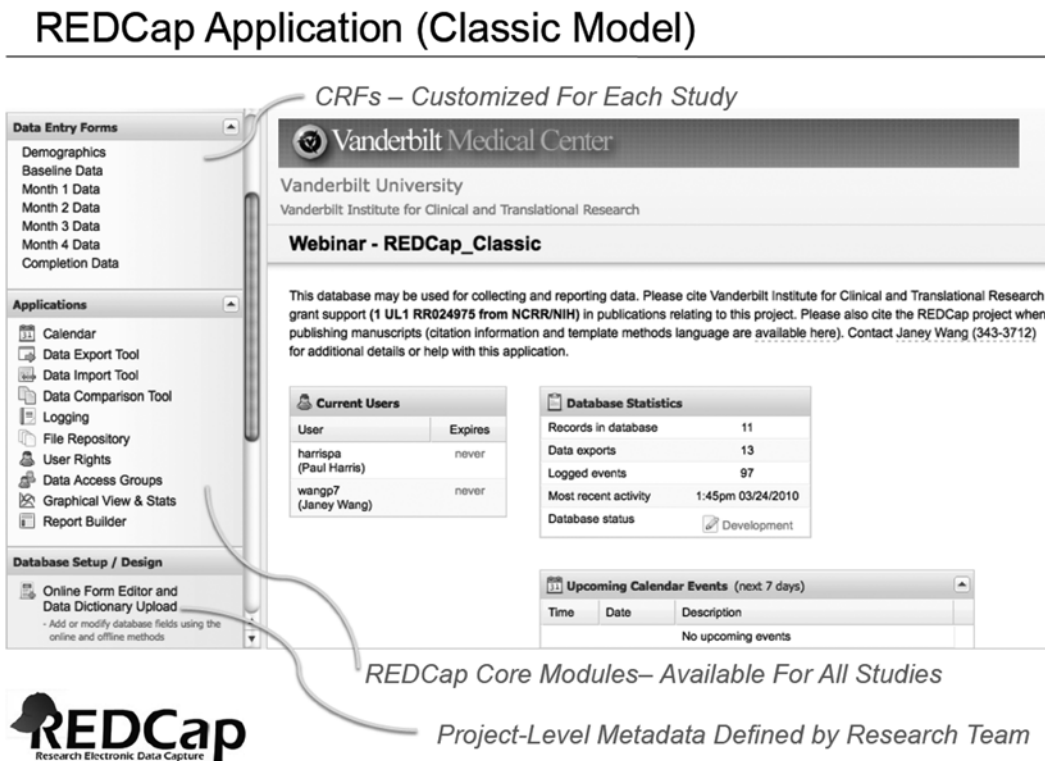 REDCap Application (Classic Model)
CRFs – Customized For Each Study
Data Entry Forms
Demographics
Baseline Data
Month 1 Data
Month 2 Data
Month 3 Data
Month 4 Data
Completion Data
Applications
31 Calendar
Data Export Tool
Data Import Tool
Data Comparison Tool
Logging
File Repository
User Rights
Data Access Groups
Graphical View & Stats
Report Builder
Database Setup / Design
Online Form Editor and
Data Dictionary Upload
- Add or modify database fields using the
online and offline methods
Vanderbilt Medical Center
Vanderbilt University
Vanderbilt Institute for Clinical and Translational Research
Webinar - REDCap_Classic
This database may be used for collecting and reporting data. Please cite Vanderbilt Institute for Clinical and Translational Research
grant support (1 UL1 RR024975 from NCRR/NIH) in publications relating to this project. Please also cite the REDCap project when
publishing manuscripts (citation information and template methods language are available here). Contact Janey Wang (343-3712)
for additional details or help with this application.
Current Users
User Expires
harrispa never
(Paul Harris)
wangp7 never
(Janey Wang)
Database Statistics
Records in database 11
Data exports 13
Logged events 97
Most recent activity 1:45pm 03/24/2010
Database status Development
31 Upcoming Calendar Events (next 7 days)
Time Date Description
No upcoming events
REDCap Core Modules– Available For All Studies
Project-Level Metadata Defined by Research Team
REDCap
Research Electronic Data Capture